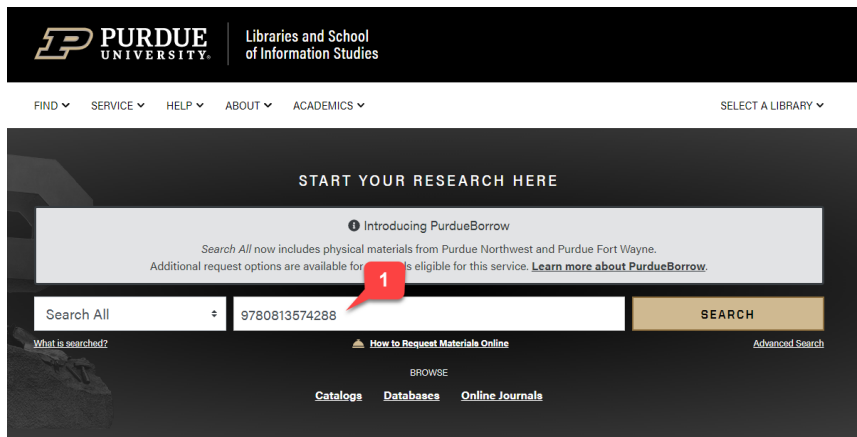 PURDUE UNIVERSITY®
Libraries and School
of Information Studies
FIND SERVICE HELP ABOUT ACADEMICS SELECT A LIBRARY
START YOUR RESEARCH HERE
Introducing PurdueBorrow
Search All now includes physical materials from Purdue Northwest and Purdue Fort Wayne.
Additional request options are available for ls eligible for this service. Learn more about PurdueBorrow.
1
Search All 9780813574288 SEARCH
What is searched? How to Request Materials Online Advanced Search
BROWSE
Catalogs Databases Online Journals